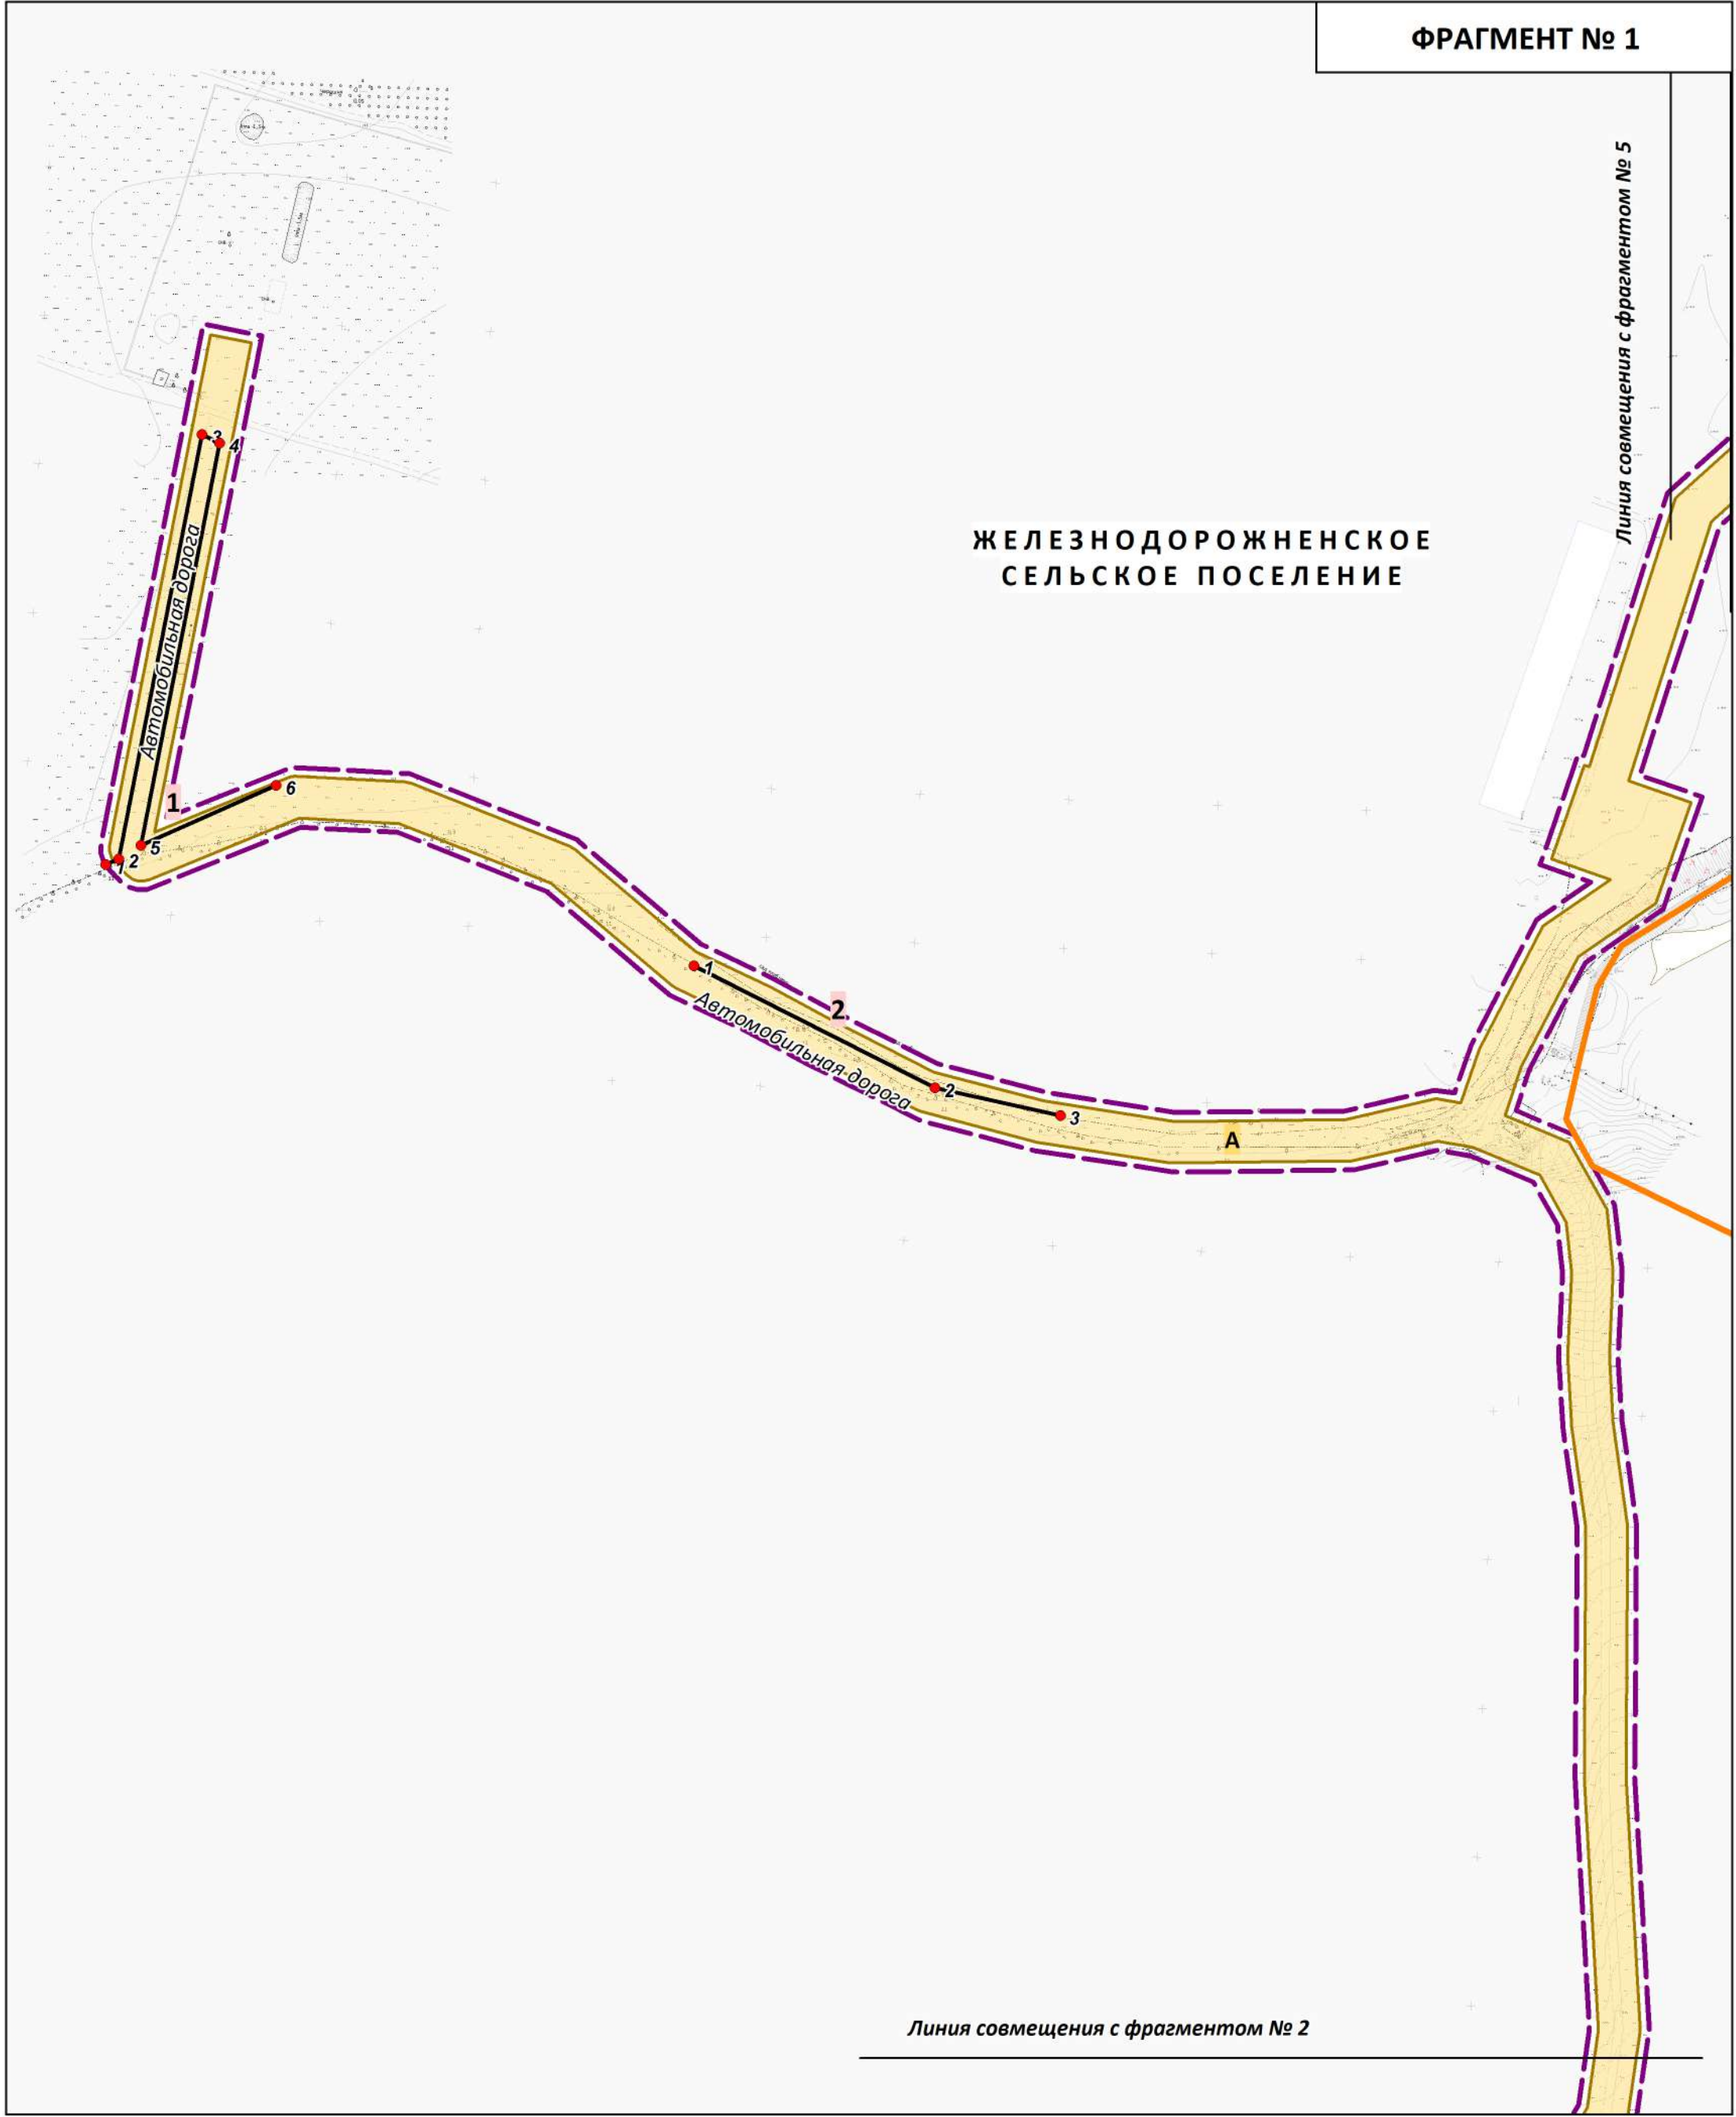 ФРАГМЕНТ № 1
Линия совмещения с фрагментом № 5
ЖЕЛЕЗНОДОРОЖНЕНСКОЕ
СЕЛЬСКОЕ ПОСЕЛЕНИЕ
3
4
Автомобильная дорога
1
6
5
2
1
1
2
Автомобильная дорога
2
3
А
Линия совмещения с фрагментом № 2